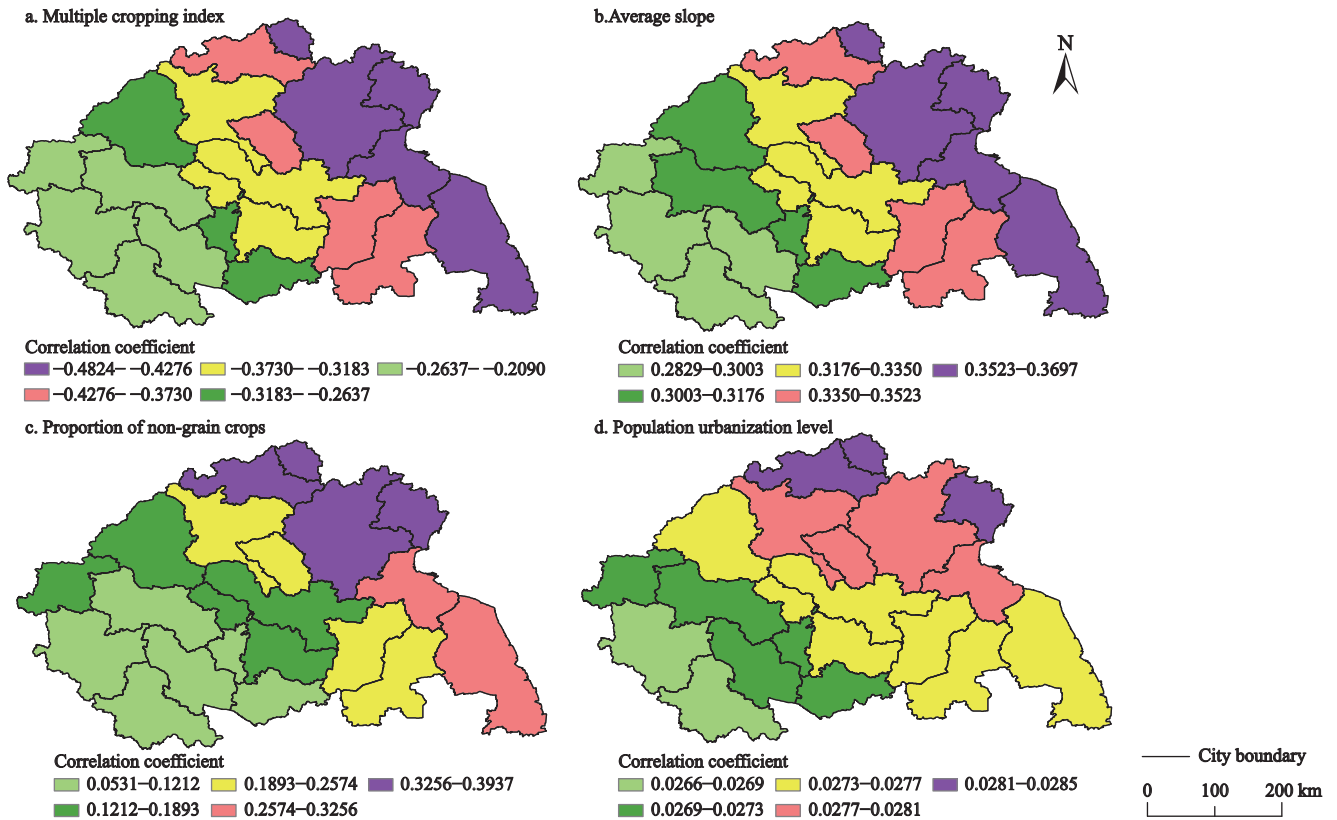 a. Multiple cropping index
b.Average slope
N
Correlation coefficient
−0.4824−−0.4276 −0.3730−−0.3183 −0.2637−−0.2090
−0.4276−−0.3730 −0.3183−−0.2637
Correlation coefficient
0.2829−0.3003 0.3176−0.3350 0.3523−0.3697
0.3003−0.3176 0.3350−0.3523
c. Proportion of non-grain crops
d. Population urbanization level
Correlation coefficient
0.0531−0.1212 0.1893−0.2574 0.3256−0.3937
0.1212−0.1893 0.2574−0.3256
Correlation coefficient
0.0266−0.0269 0.0273−0.0277 0.0281−0.0285
0.0269−0.0273 0.0277−0.0281
City boundary
0 100 200 km